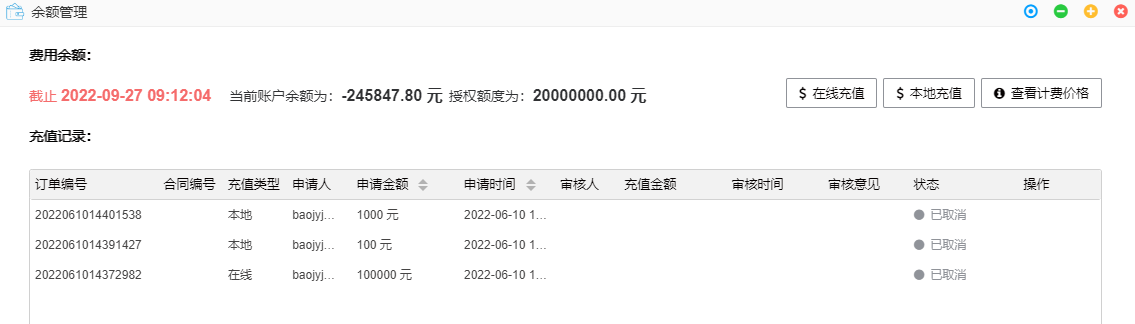 余额管理
费用余额：
截止 2022-09-27 09:12:04 当前账户余额为： -245847.80 元 授权额度为： 20000000.00 元 $ 在线充值 $ 本地充值 查看计费价格
充值记录：
订单编号 合同编号 充值类型 申请人 申请金额 申请时间 审核人 充值金额 审核时间 审核意见 状态 操作
2022061014401538 本地 baojyj... 1000 元 2022-06-10 1... 已取消
2022061014391427 本地 baojyj... 100 元 2022-06-10 1... 已取消
2022061014372982 在线 baojyj... 100000 元 2022-06-10 1... 已取消